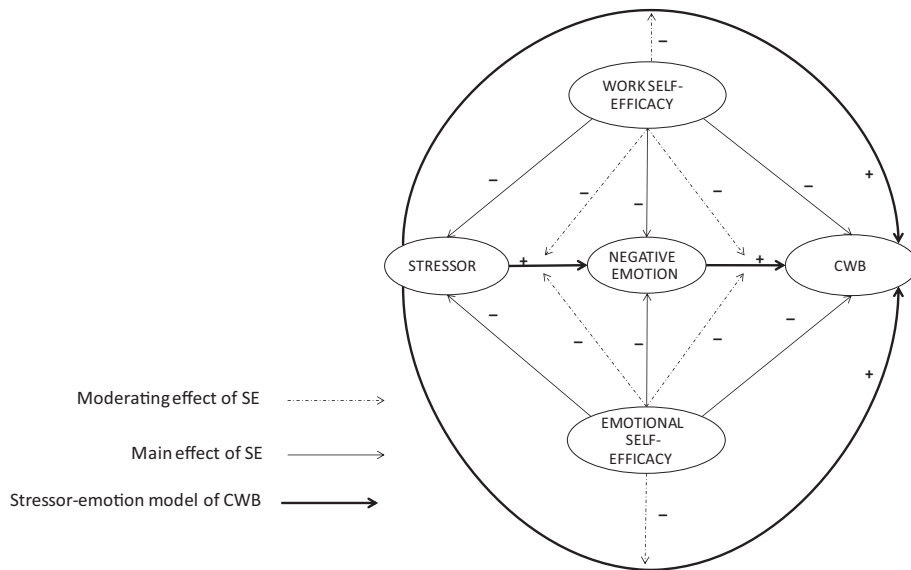 –
WORK SELF-
EFFICACY
+
–
–
–
–
–
STRESSOR
+
NEGATIVE
EMOTION
+
CWB
–
–
–
–
–
+
Moderating effect of SE
EMOTIONAL
SELF-
EFFICACY
Main effect of SE
Stressor-emotion model of CWB
–